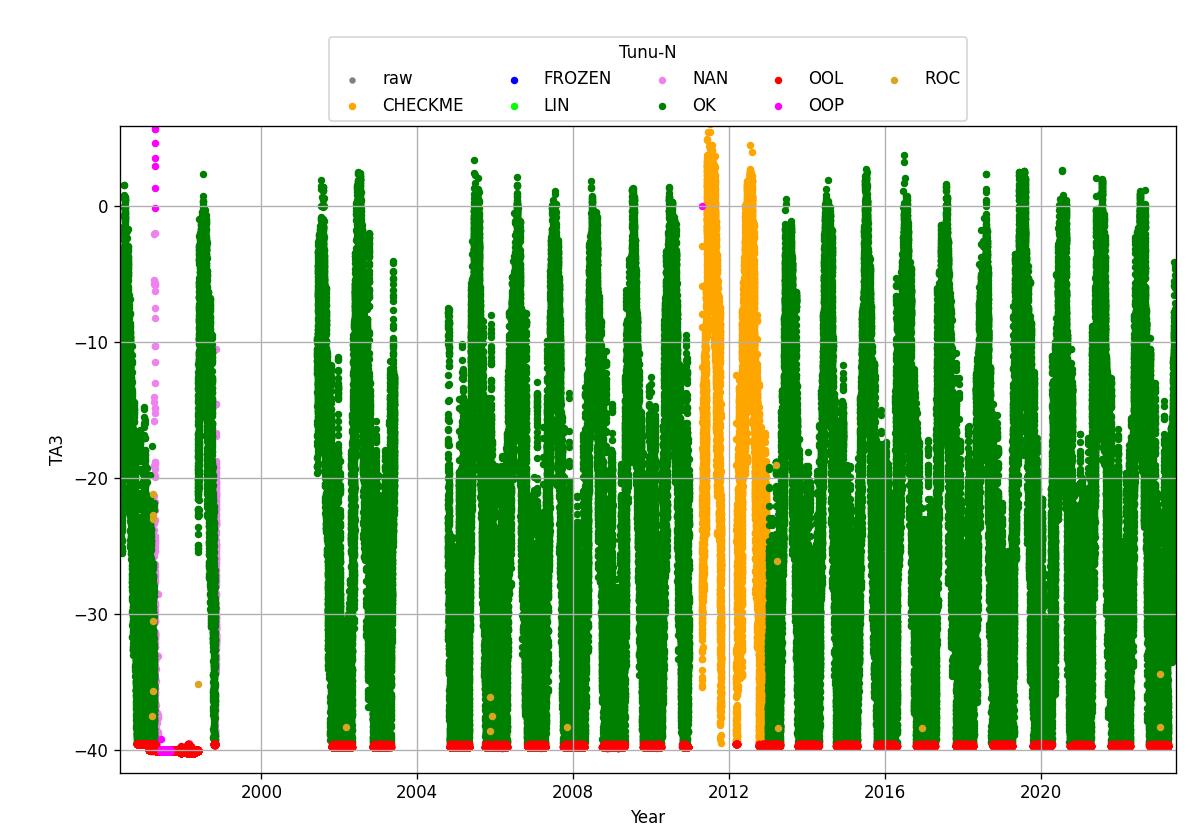 Tunu-N
raw FROZEN NAN OOL ROC
CHECKME LIN OK OOP
0
−10
−20
−30
−40
TA3
2000 2004 2008 2012 2016 2020
Year